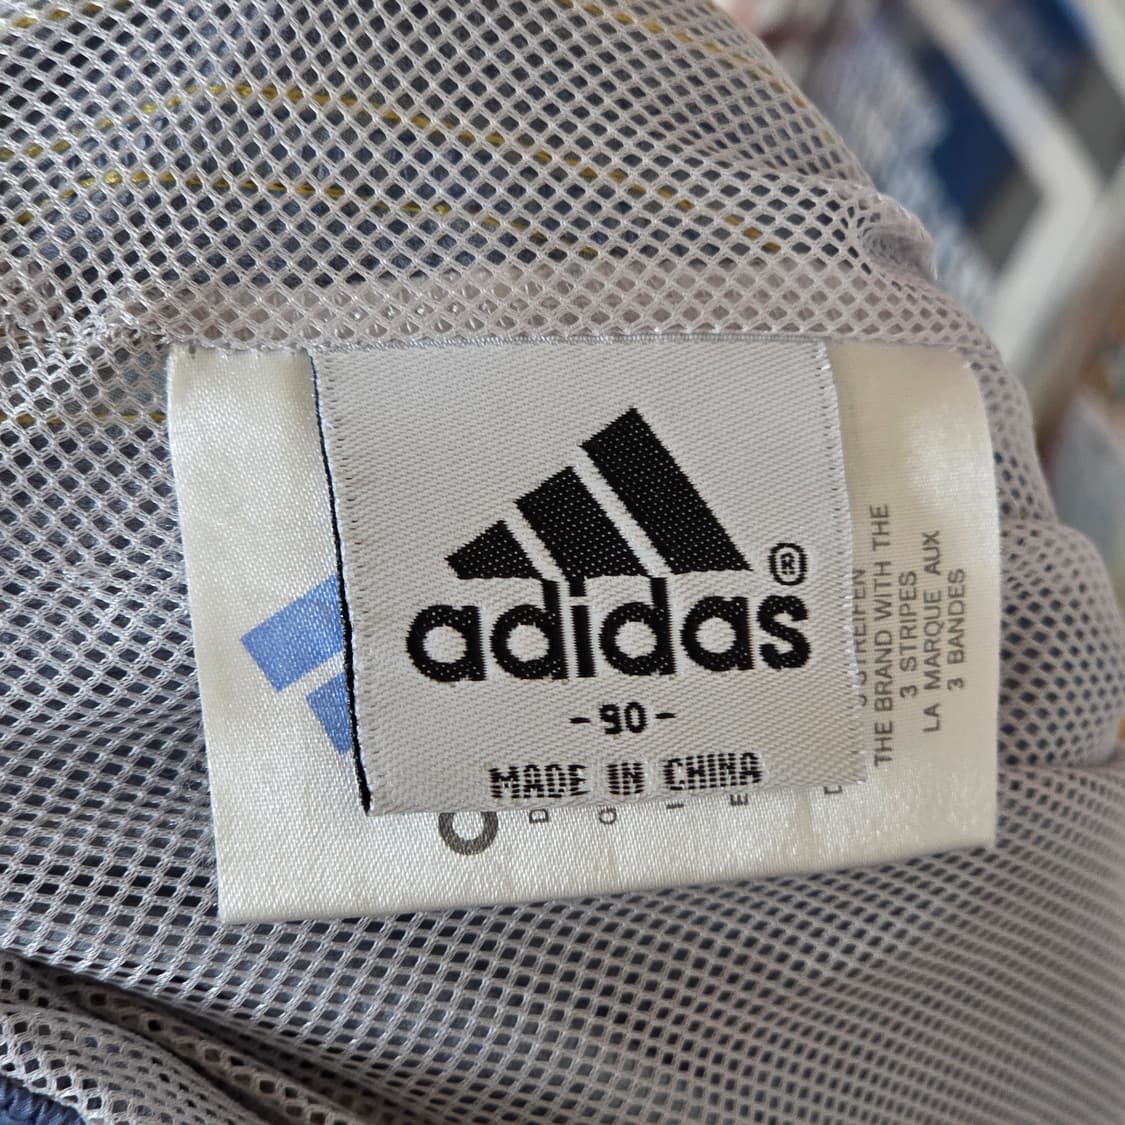 adidas®
-90-
MADE IN CHINA
THE BRAND WITH THE
3 STRIPES
LA MARQUE AUX
3 BANDES